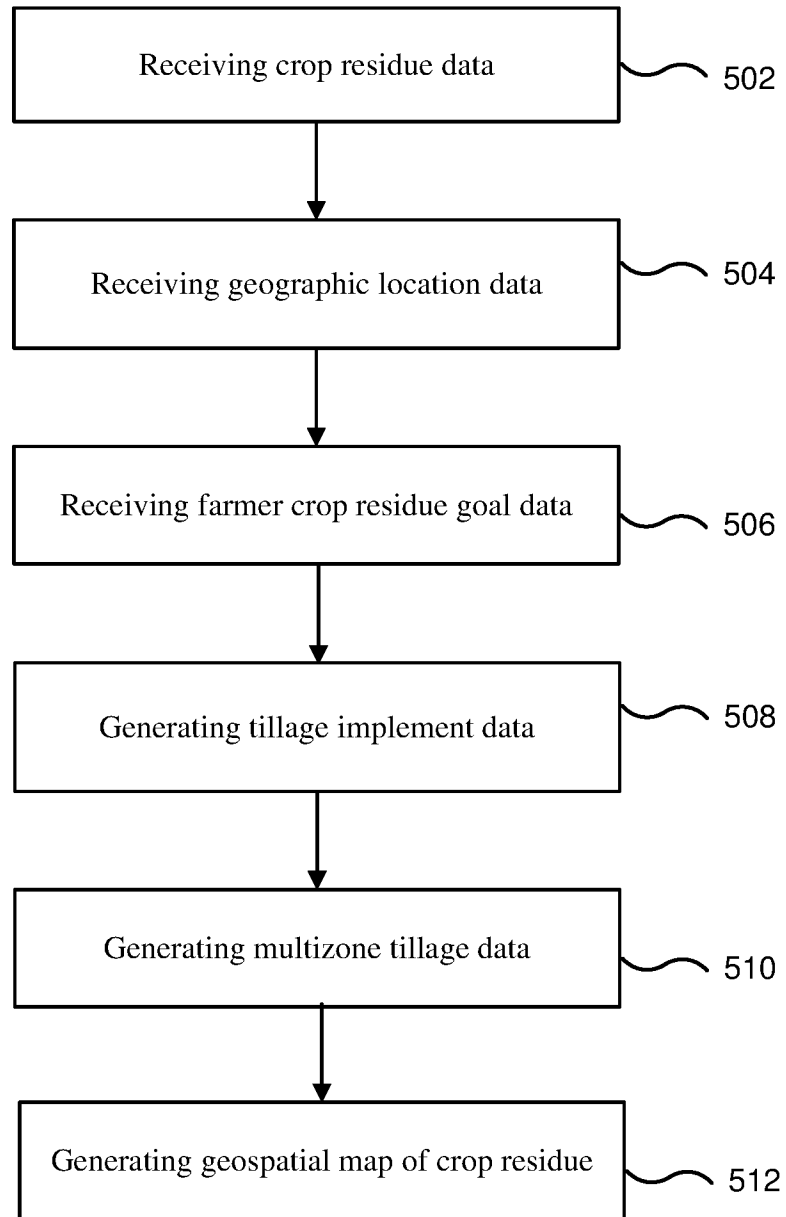 Receiving crop residue data
502
Receiving geographic location data
504
Receiving farmer crop residue goal data
506
Generating tillage implement data
508
Generating multizone tillage data
510
Generating geospatial map of crop residue
512